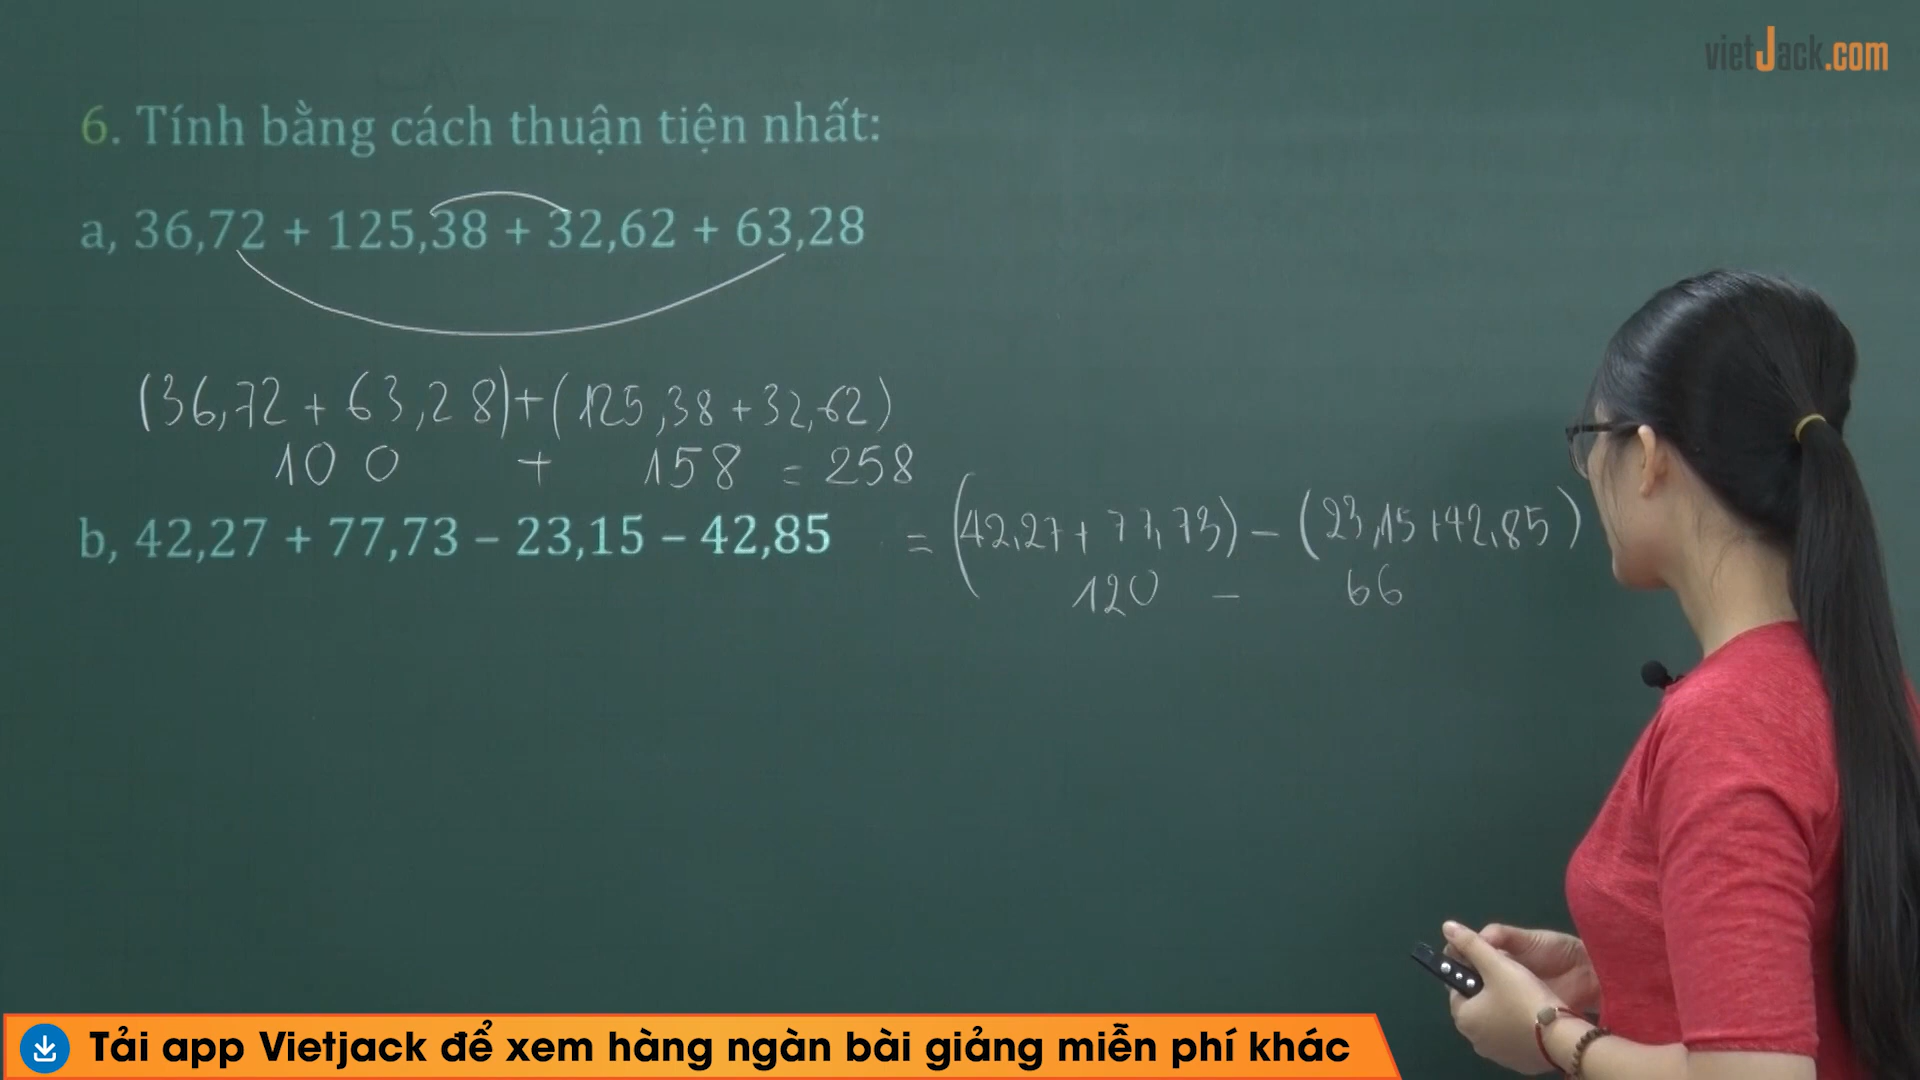 vietJack.com
6. Tính bằng cách thuận tiện nhất:
a, 36,72 + 125,38 + 32,62 + 63,28
(36,72 + 63,28) + (125,38 + 32,62)
100 + 158 = 258
b, 42,27 + 77,73 – 23,15 – 42,85 = (42,27 + 77,73) – (23,15 + 42,85)
120 – 66
Tải app Vietjack để xem hàng ngàn bài giảng miễn phí khác